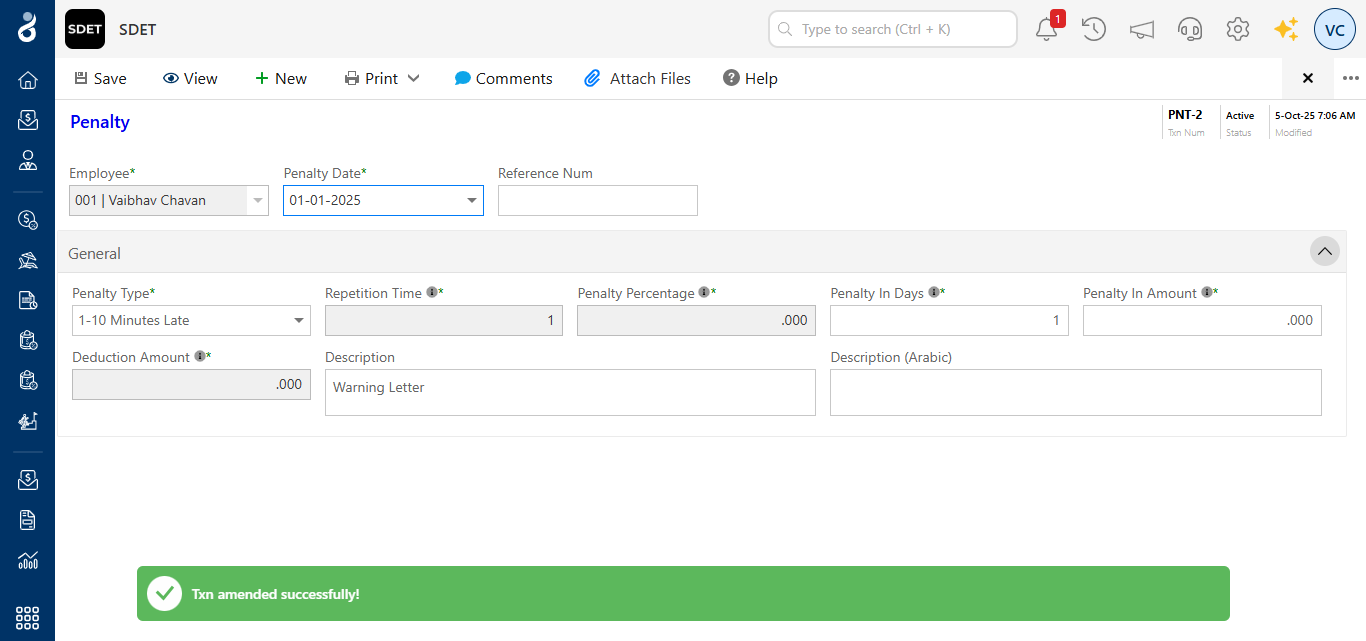 SDET SDET Type to search (Ctrl + K) 1 VC
Save View New Print Comments Attach Files Help
Penalty PNT-2 Active 5-Oct-25 7:06 AM
Txn Num Status Modified
Employee* Penalty Date* Reference Num
001 | Vaibhav Chavan 01-01-2025
General
Penalty Type* Repetition Time * Penalty Percentage * Penalty In Days * Penalty In Amount *
1-10 Minutes Late 1 .000 1 .000
Deduction Amount * Description Description (Arabic)
.000 Warning Letter
Txn amended successfully!